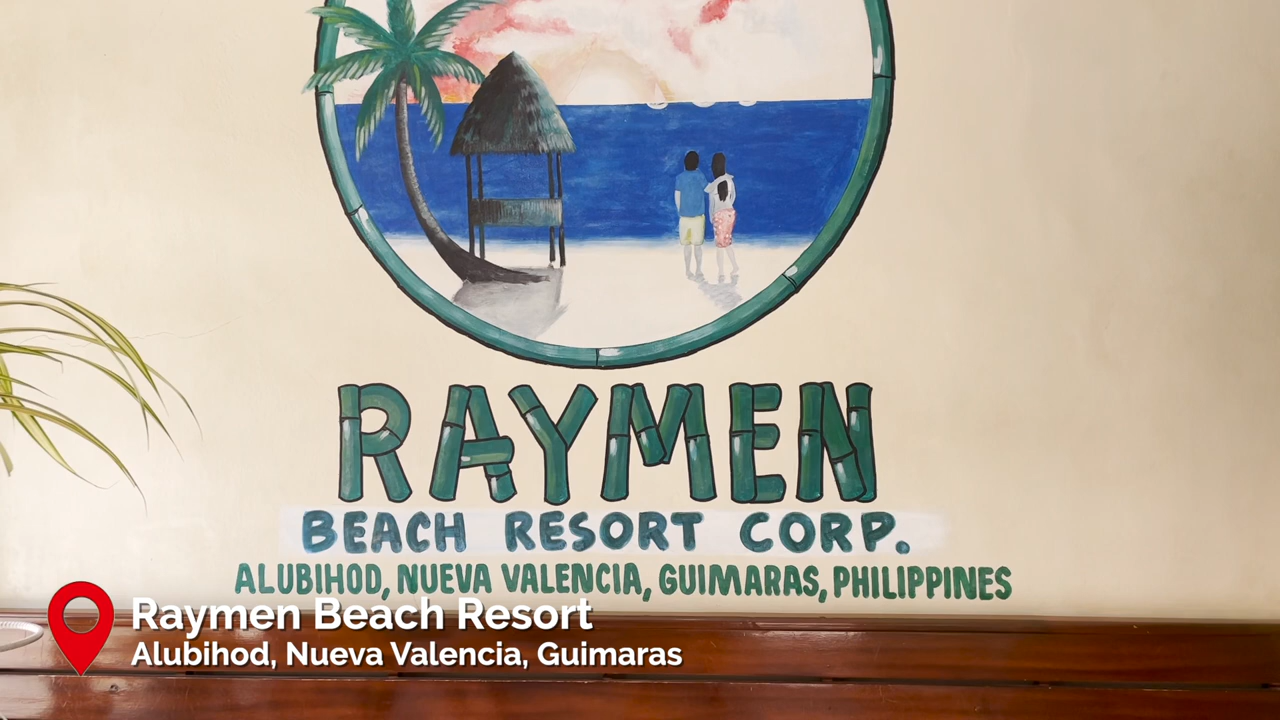 RAYMEN
BEACH RESORT CORP.
ALUBIHOD, NUEVA VALENCIA, GUIMARAS, PHILIPPINES
Raymen Beach Resort
Alubihod, Nueva Valencia, Guimaras